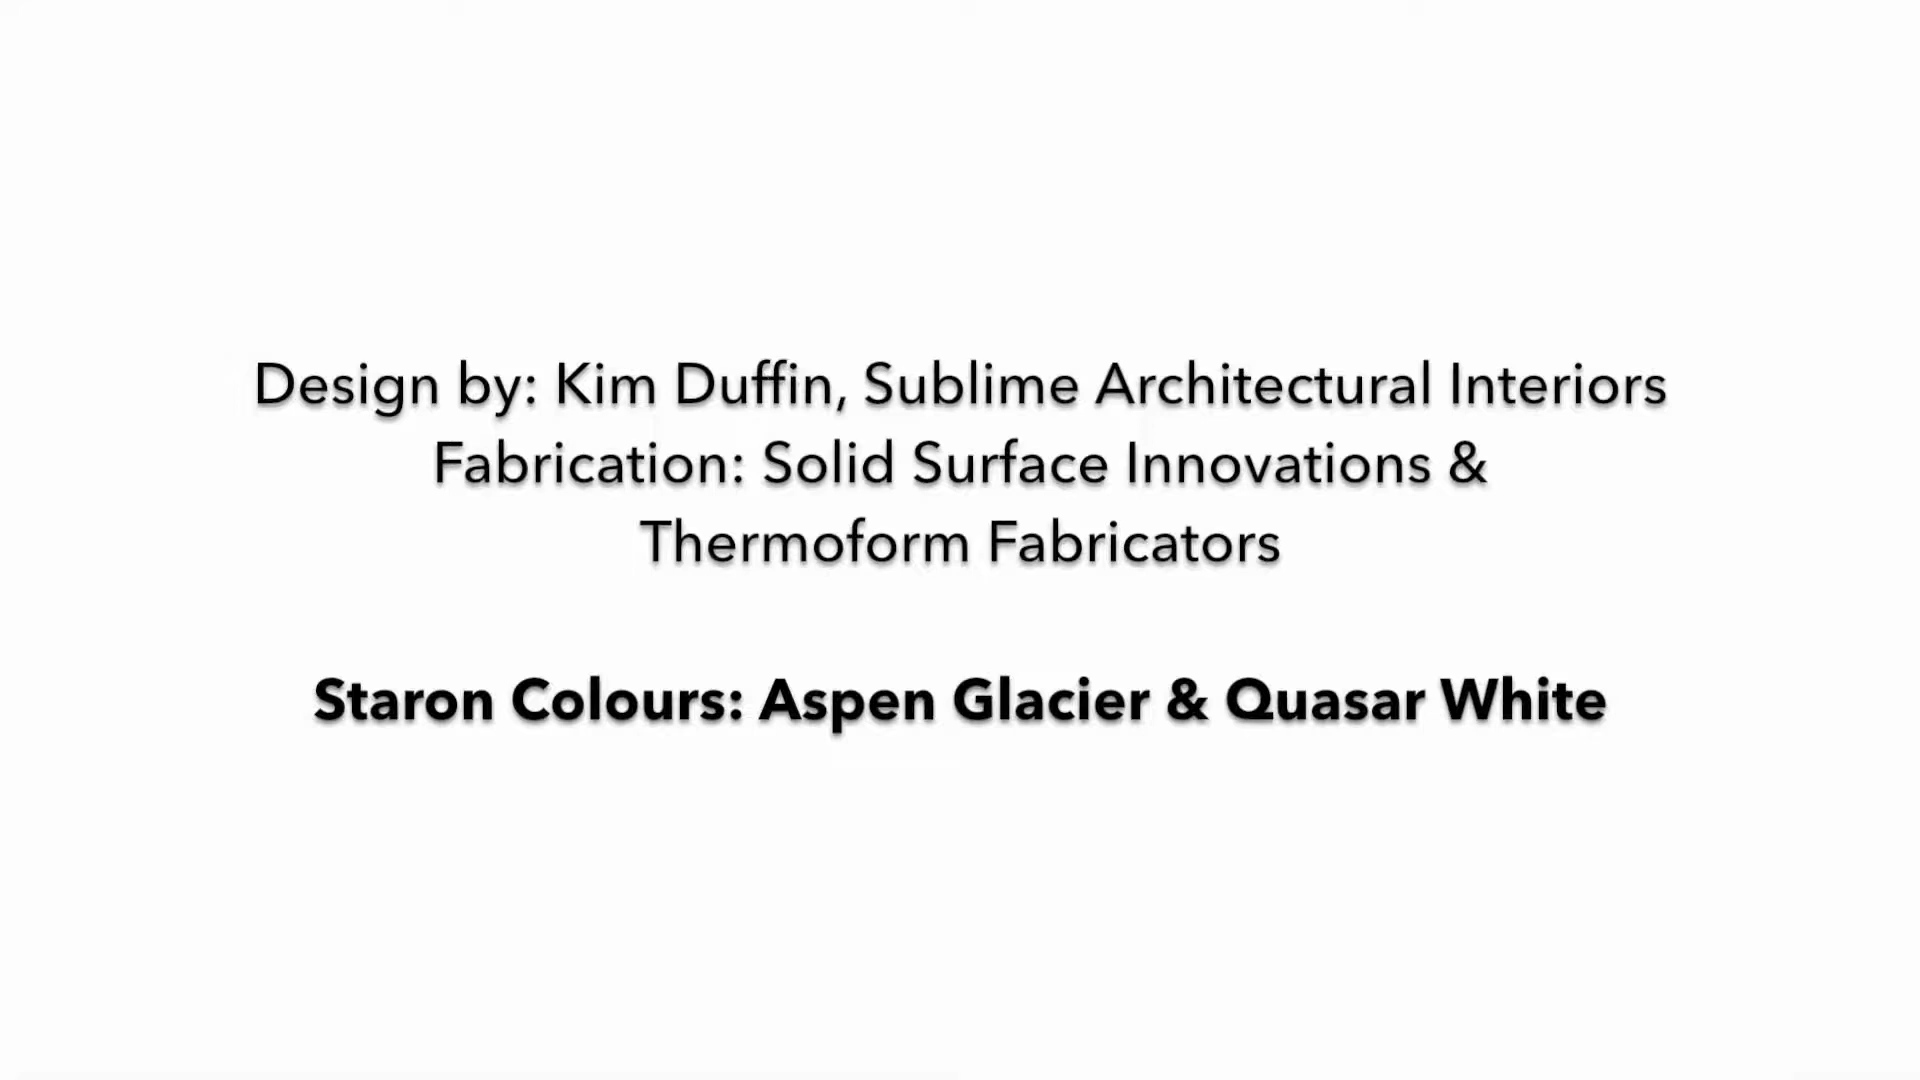 Design by: Kim Duffin, Sublime Architectural Interiors
Fabrication: Solid Surface Innovations &
Thermoform Fabricators
Staron Colours: Aspen Glacier & Quasar White